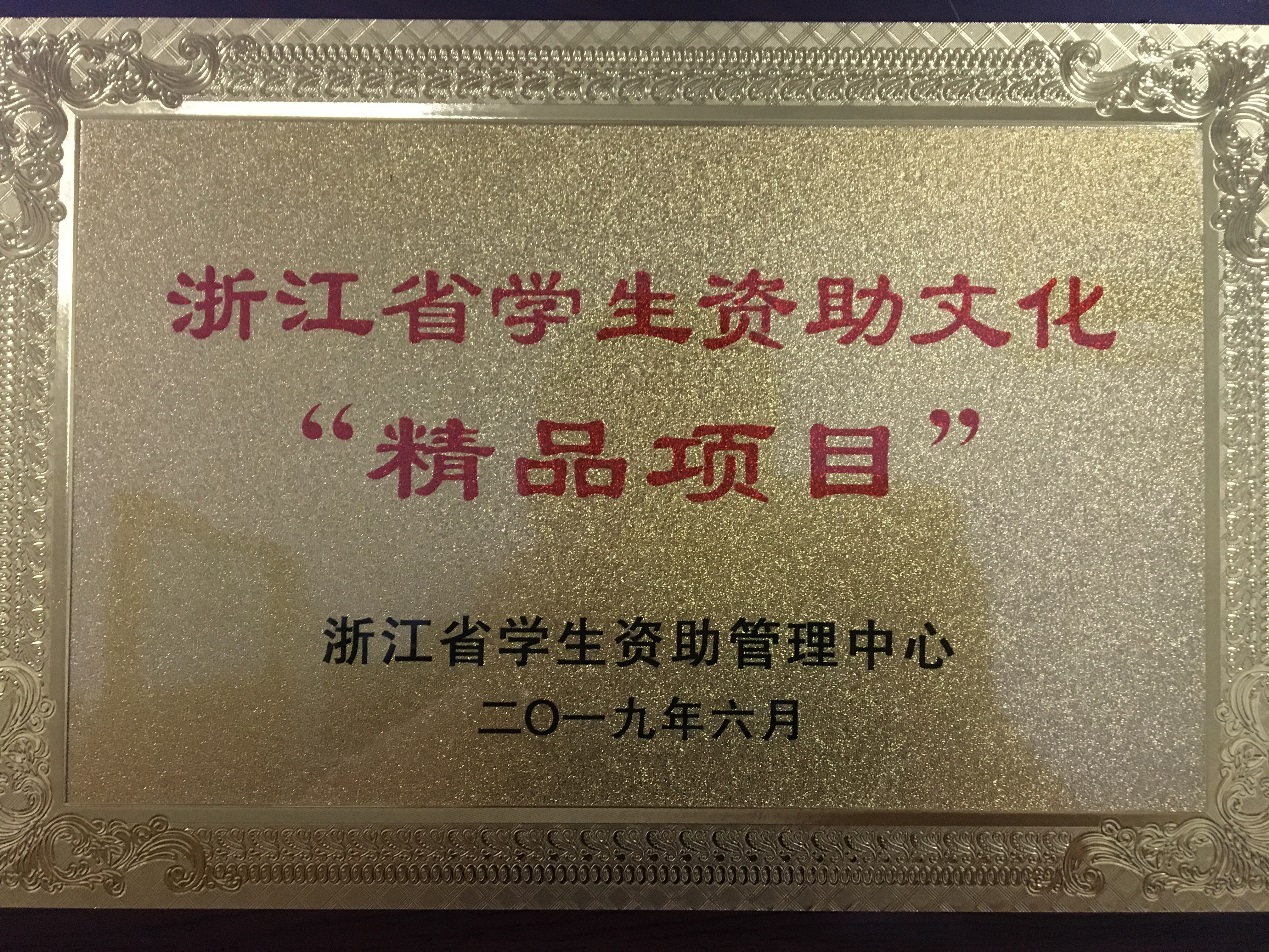 浙江省学生资助文化
“精品项目”
浙江省学生资助管理中心
二〇一九年六月